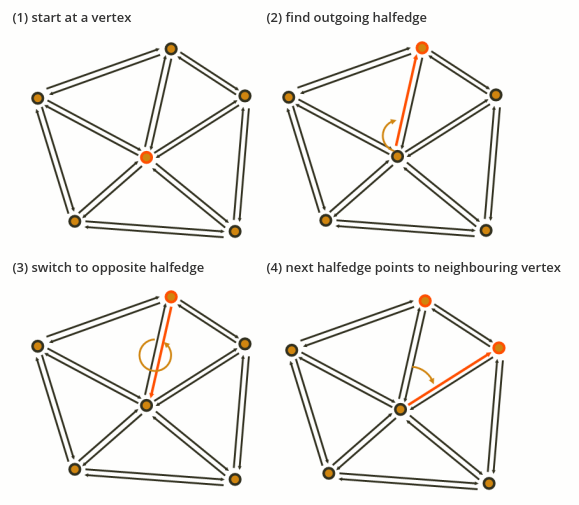 (1) start at a vertex
(2) find outgoing halfedge
(3) switch to opposite halfedge
(4) next halfedge points to neighbouring vertex